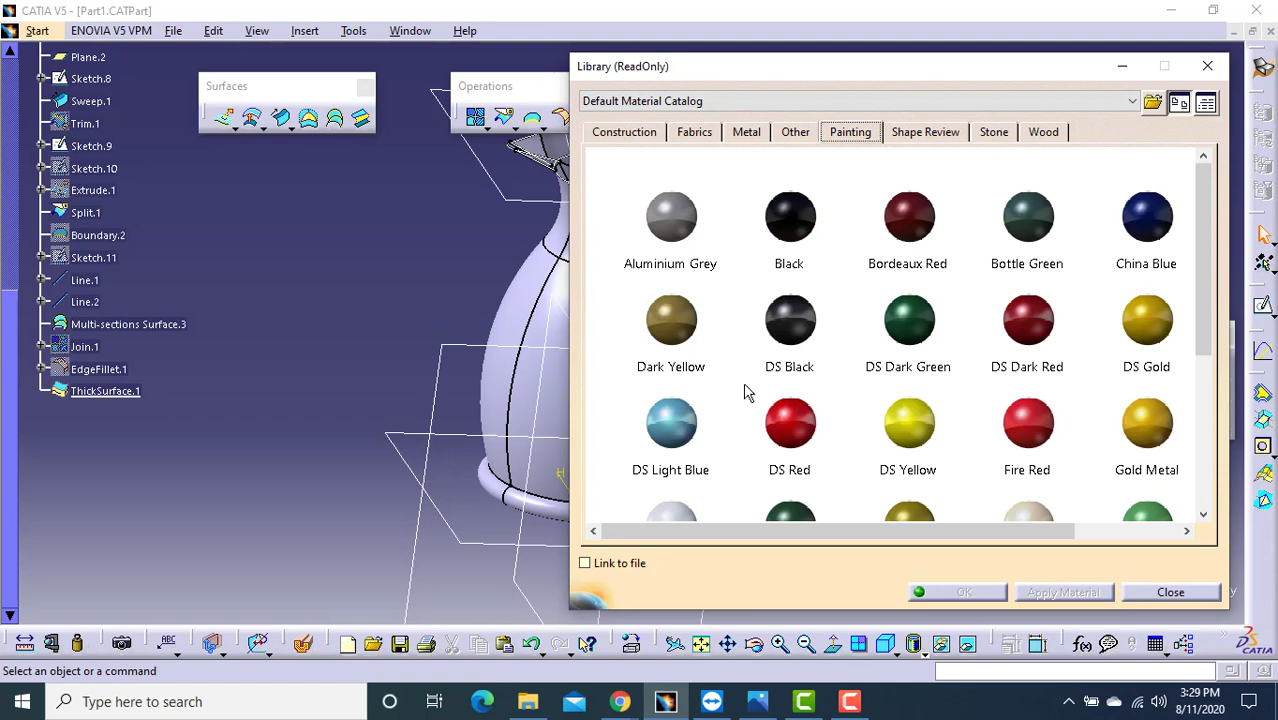 CATIA V5 - [Part1.CATPart]
Start ENOVIA V5 VPM File Edit View Insert Tools Window Help
Plane.2
Sketch.8
Sweep.1
Trim.1
Sketch.9
Sketch.10
Extrude.1
Split.1
Boundary.2
Sketch.11
Line.1
Line.2
Multi-sections Surface.3
Join.1
EdgeFillet.1
ThickSurface.1
Surfaces
Operations
H
Library (ReadOnly)
Default Material Catalog
Construction Fabrics Metal Other Painting Shape Review Stone Wood
Aluminium Grey Black Bordeaux Red Bottle Green China Blue
Dark Yellow DS Black DS Dark Green DS Dark Red DS Gold
DS Light Blue DS Red DS Yellow Fire Red Gold Metal
Link to file
OK Apply Material Close
y
ABC
f(x)
CATIA
Select an object or a command
Type here to search
3:29 PM
8/11/2020